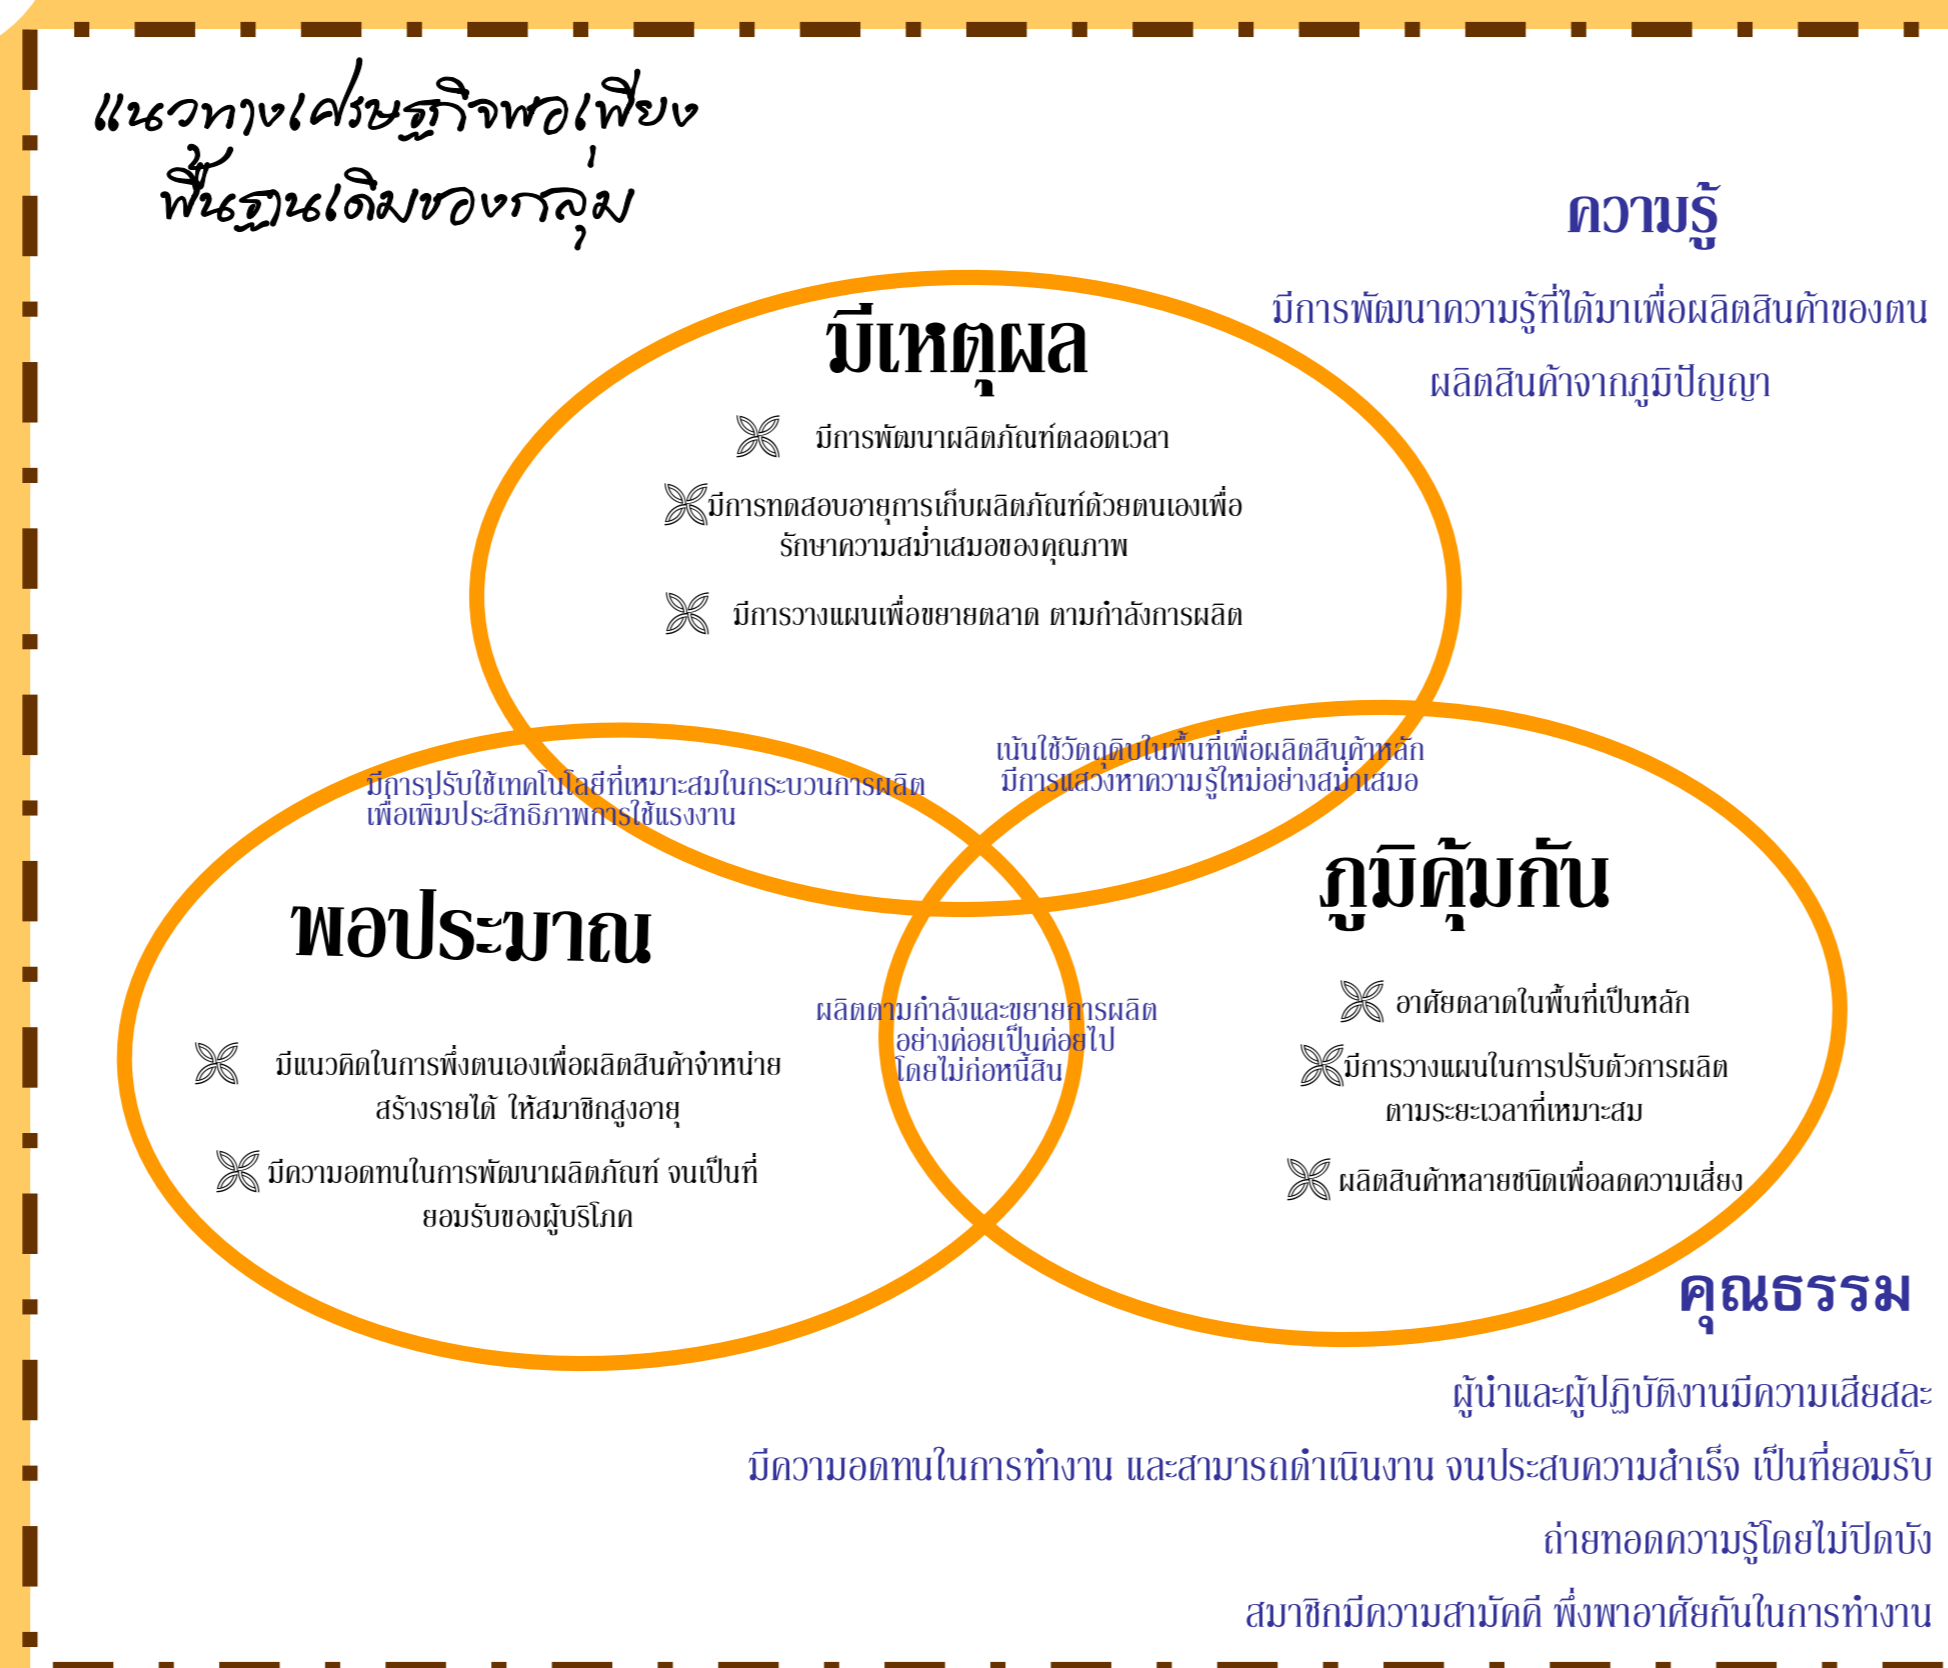 แนวทางเศรษฐกิจพอเพียง
พื้นฐานเดิมของกลุ่ม
ความรู้
มีการพัฒนาความรู้ที่ได้มาเพื่อผลิตสินค้าของตน
ผลิตสินค้าจากภูมิปัญญา
มีเหตุผล
มีการพัฒนาผลิตภัณฑ์ตลอดเวลา
มีการทดสอบอายุการเก็บผลิตภัณฑ์ด้วยตนเองเพื่อ
รักษาความสม่ำเสมอของคุณภาพ
มีการวางแผนเพื่อขยายตลาด ตามกำลังการผลิต
มีการปรับใช้เทคโนโลยีที่เหมาะสมในกระบวนการผลิต
เพื่อเพิ่มประสิทธิภาพการใช้แรงงาน
เน้นใช้วัตถุดิบในพื้นที่เพื่อผลิตสินค้าหลัก
มีการแสวงหาความรู้ใหม่อย่างสม่ำเสมอ
พอประมาณ
มีแนวคิดในการพึ่งตนเองเพื่อผลิตสินค้าจำหน่าย
สร้างรายได้ ให้สมาชิกสูงอายุ
มีความอดทนในการพัฒนาผลิตภัณฑ์ จนเป็นที่
ยอมรับของผู้บริโภค
ผลิตตามกำลังและขยายการผลิต
อย่างค่อยเป็นค่อยไป
โดยไม่ก่อหนี้สิน
ภูมิคุ้มกัน
อาศัยตลาดในพื้นที่เป็นหลัก
มีการวางแผนในการปรับตัวการผลิต
ตามระยะเวลาที่เหมาะสม
ผลิตสินค้าหลายชนิดเพื่อลดความเสี่ยง
คุณธรรม
ผู้นำและผู้ปฏิบัติงานมีความเสียสละ
มีความอดทนในการทำงาน และสามารถดำเนินงาน จนประสบความสำเร็จ เป็นที่ยอมรับ
ถ่ายทอดความรู้โดยไม่ปิดบัง
สมาชิกมีความสามัคคี พึ่งพาอาศัยกันในการทำงาน